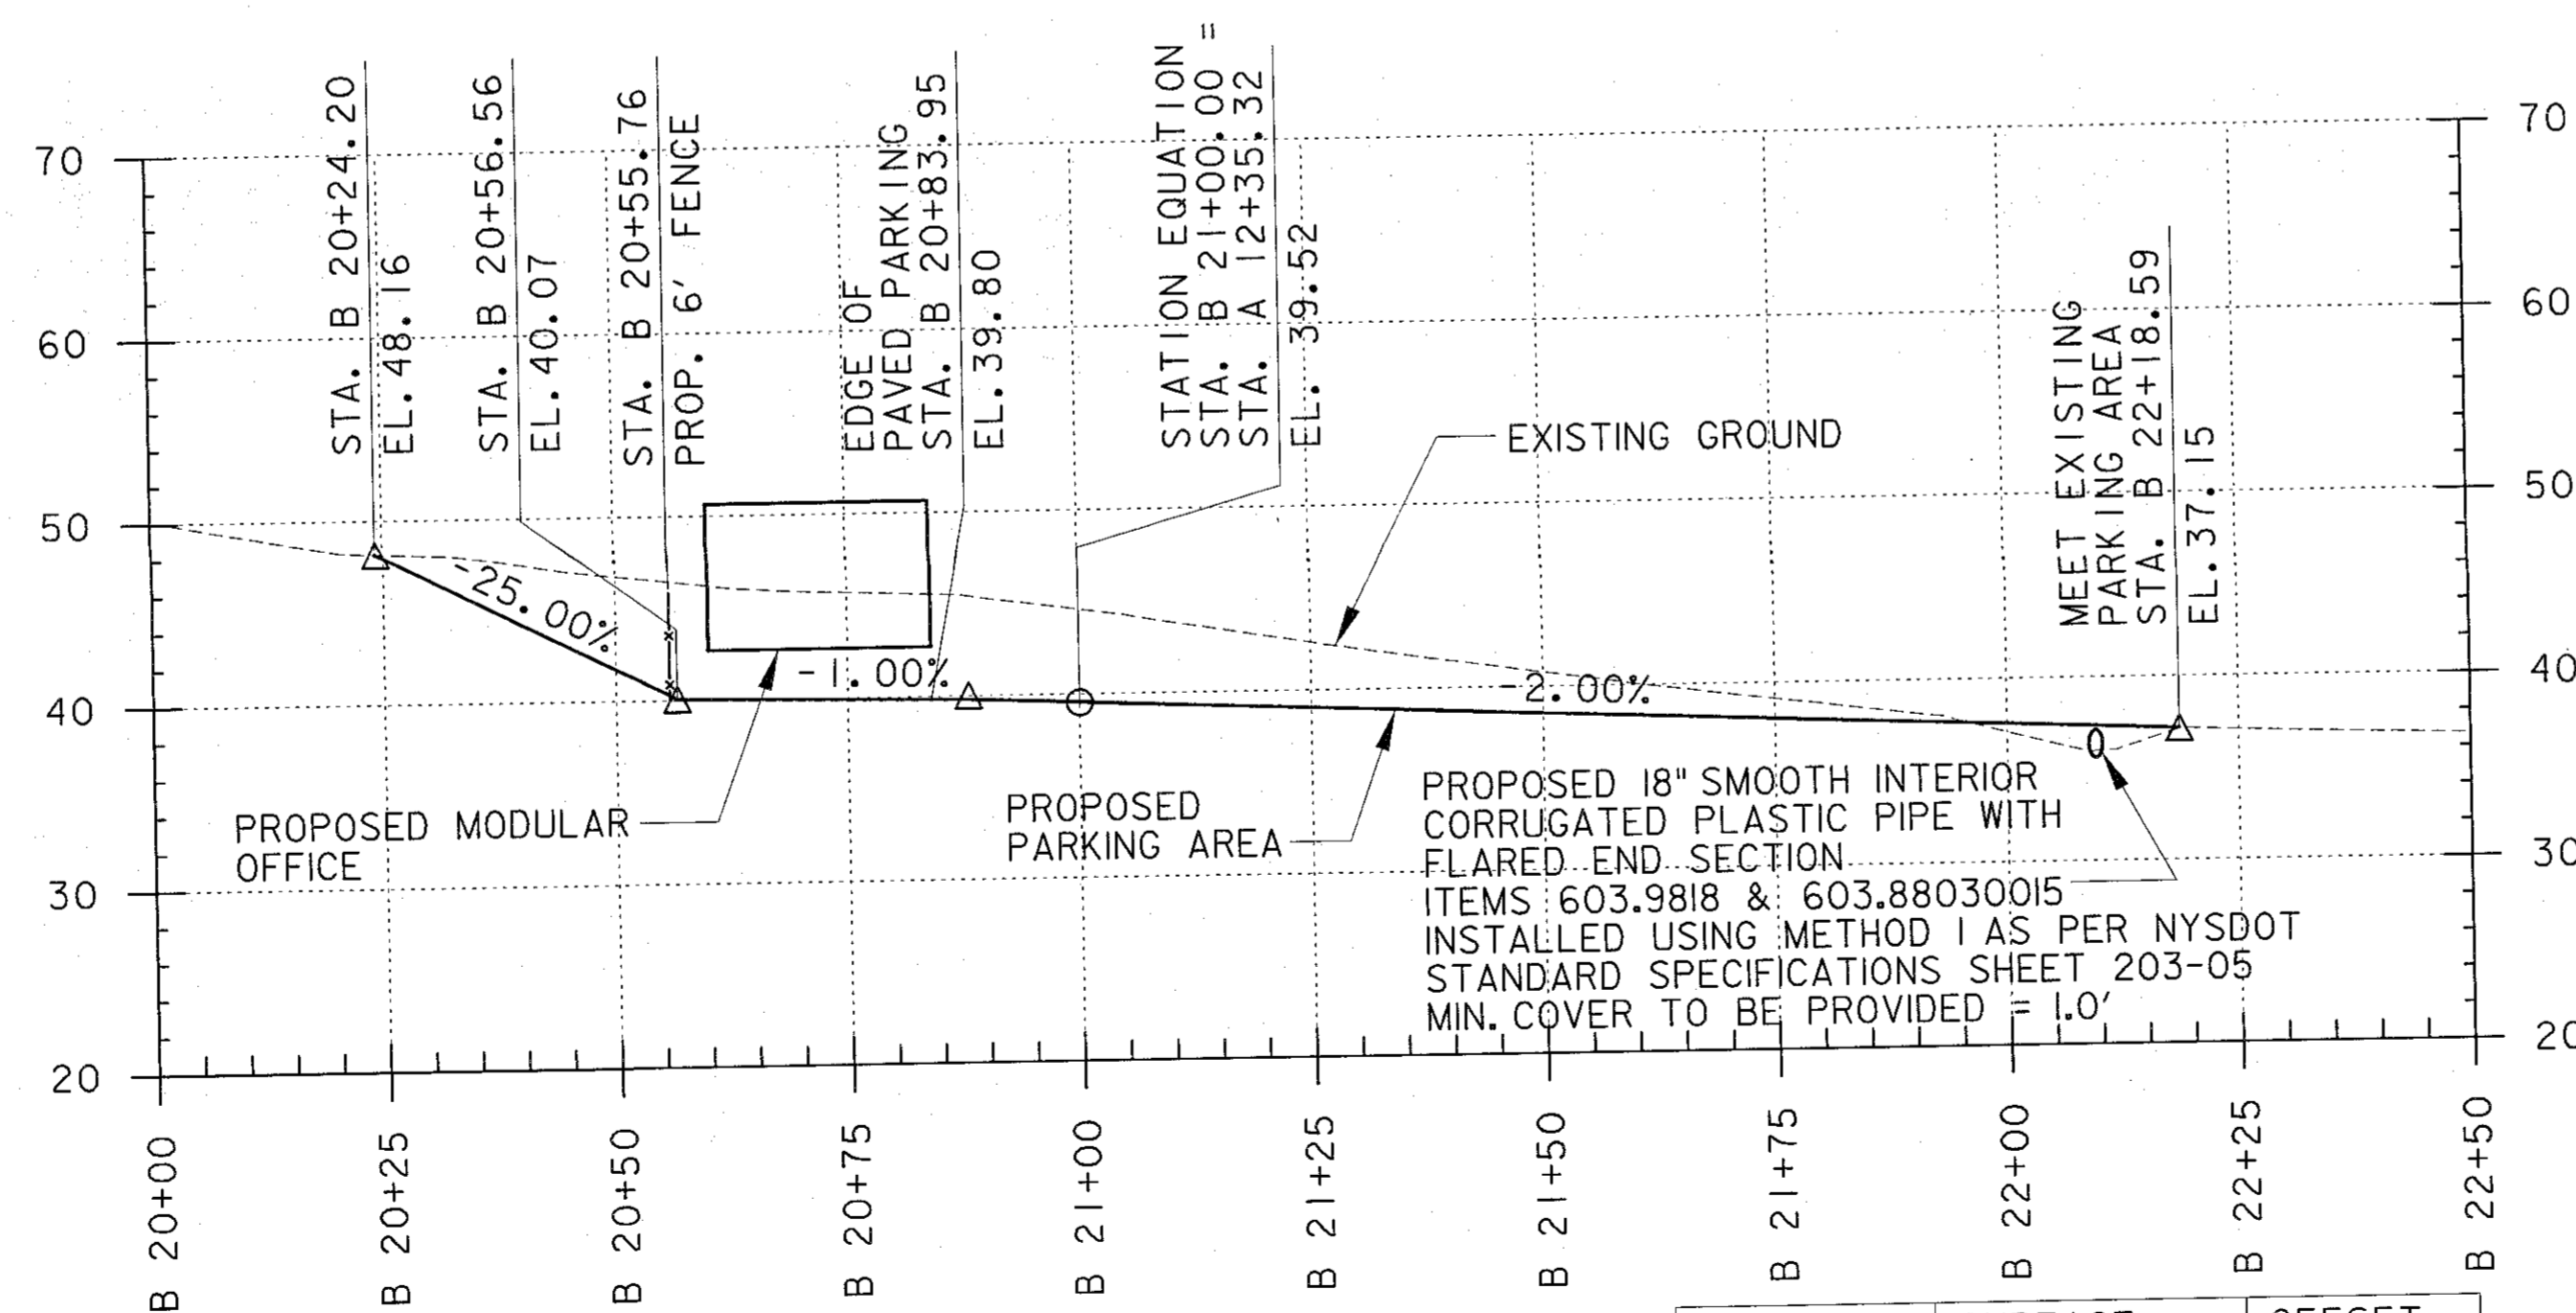 STA. B 20+24.20
EL. 48.16
STA. B 20+56.56
EL. 40.07
STA. B 20+55.76
PROP. 6' FENCE
EDGE OF
PAVED PARKING
STA. B 20+83.95
EL. 39.80
STATION EQUATION =
STA. B 21+00.00
STA. A 12+35.32
EL. 39.52
MEET EXISTING
PARKING AREA
STA. B 22+18.59
EL. 37.15
70
60
50
40
30
20
70
60
50
40
30
20
EXISTING GROUND
-25.00%
-1.00%
-2.00%
PROPOSED MODULAR
OFFICE
PROPOSED
PARKING AREA
PROPOSED 18" SMOOTH INTERIOR
CORRUGATED PLASTIC PIPE WITH
FLARED END SECTION
ITEMS 603.9818 & 603.88030015
INSTALLED USING METHOD 1 AS PER NYSDOT
STANDARD SPECIFICATIONS SHEET 203-05
MIN. COVER TO BE PROVIDED = 1.0'
B 20+00
B 20+25
B 20+50
B 20+75
B 21+00
B 21+25
B 21+50
B 21+75
B 22+00
B 22+25
B 22+50